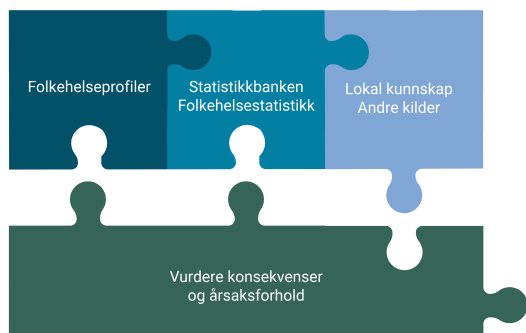 Folkehelseprofiler
Statistikkbanken
Folkehelsestatistikk
Lokal kunnskap
Andre kilder
Vurdere konsekvenser
og årsaksforhold